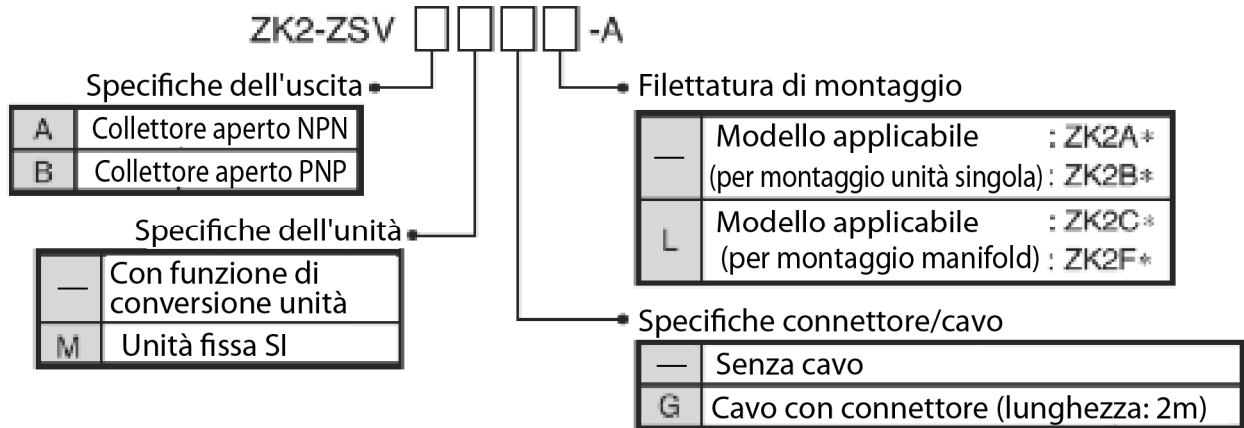 ZK2-ZSV -A
Specifiche dell'uscita
A Collettore aperto NPN
B Collettore aperto PNP
Specifiche dell'unità
— Con funzione di
conversione unità
M Unità fissa SI
Filettatura di montaggio
— Modello applicabile : ZK2A*
(per montaggio unità singola) : ZK2B*
L Modello applicabile : ZK2C*
(per montaggio manifold) : ZK2F*
Specifiche connettore/cavo
— Senza cavo
G Cavo con connettore (lunghezza: 2m)